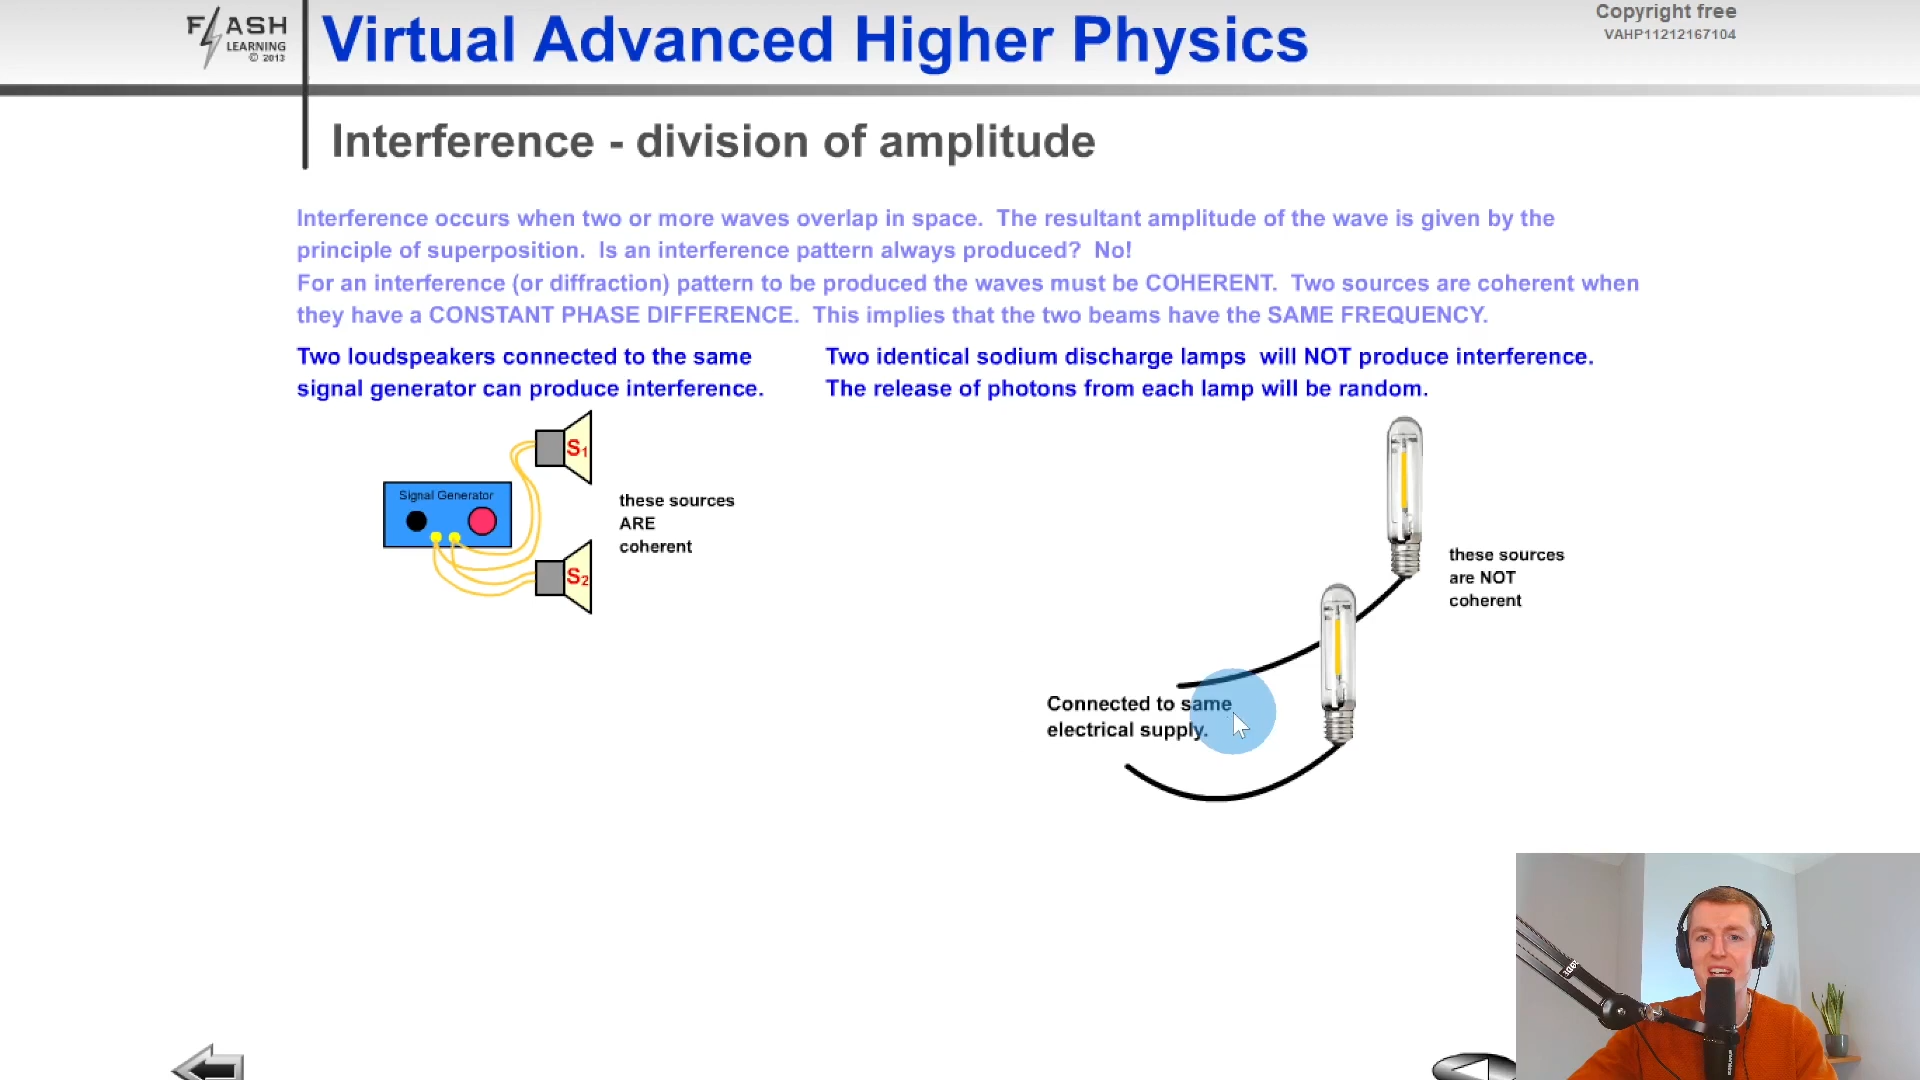 FLASH
LEARNING
© 2013
Virtual Advanced Higher Physics
Copyright free
VAHP11212167104
Interference - division of amplitude
Interference occurs when two or more waves overlap in space. The resultant amplitude of the wave is given by the
principle of superposition. Is an interference pattern always produced? No!
For an interference (or diffraction) pattern to be produced the waves must be COHERENT. Two sources are coherent when
they have a CONSTANT PHASE DIFFERENCE. This implies that the two beams have the SAME FREQUENCY.
Two loudspeakers connected to the same
signal generator can produce interference.
Two identical sodium discharge lamps will NOT produce interference.
The release of photons from each lamp will be random.
S1
Signal Generator
these sources
ARE
coherent
S2
these sources
are NOT
coherent
Connected to same
electrical supply.